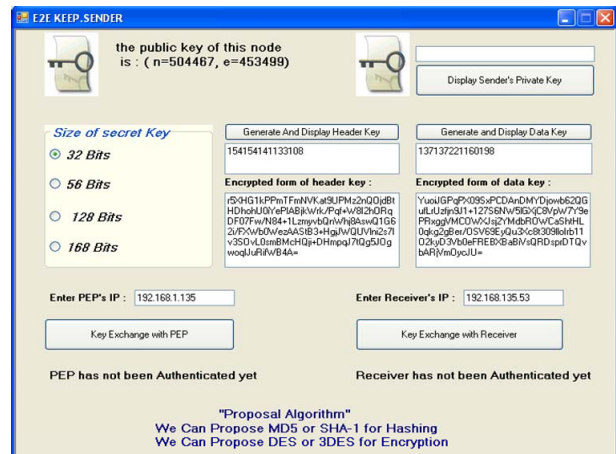 E2E KEEP.SENDER
the public key of this node
is : ( n=504467, e=453499)
Display Sender's Private Key
Size of secret Key
32 Bits
56 Bits
128 Bits
168 Bits
Generate And Display Header Key
154154141133108
Encrypted form of header key :
Generate and Display Data Key
137137221160198
Encrypted form of data key :
Enter PEP's IP : 192.168.1.135
Enter Receiver's IP : 192.168.135.53
Key Exchange with PEP
Key Exchange with Receiver
PEP has not been Authenticated yet
Receiver has not been Authenticated yet
"Proposal Algorithm"
We Can Propose MD5 or SHA-1 for Hashing
We Can Propose DES or 3DES for Encryption